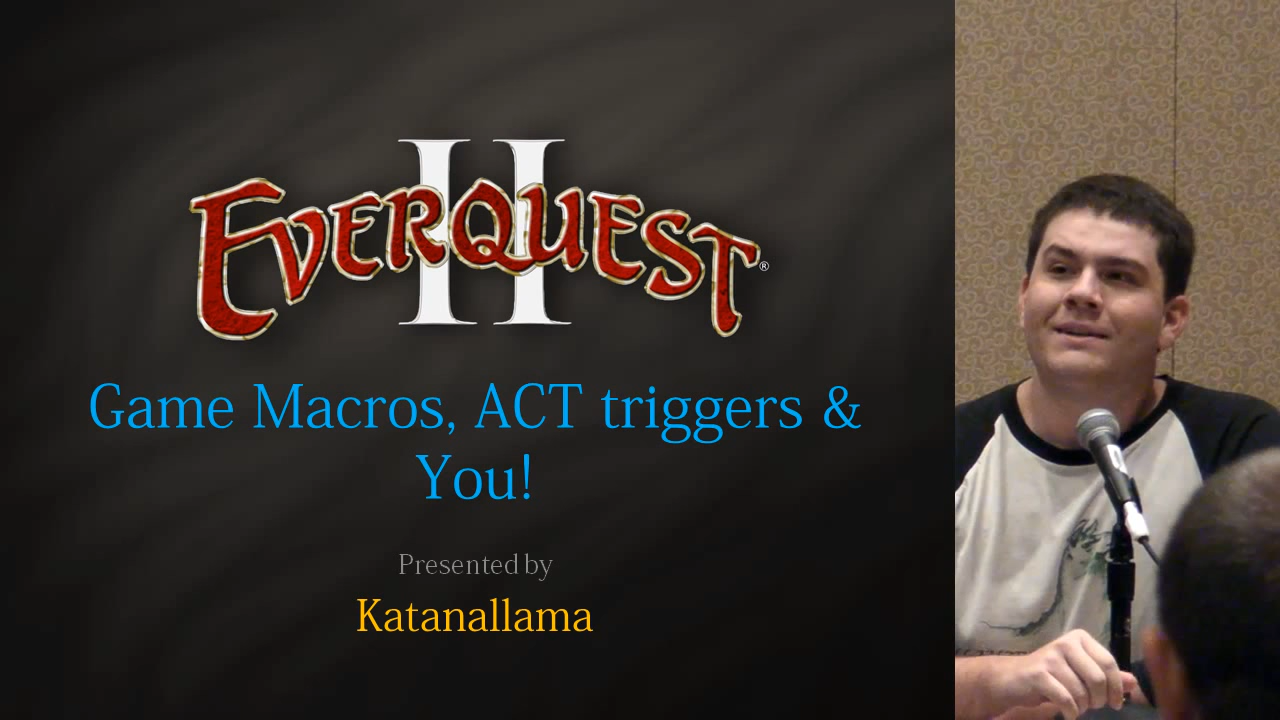 EVERQUEST II ®
Game Macros, ACT triggers &
You!
Presented by
Katanallama